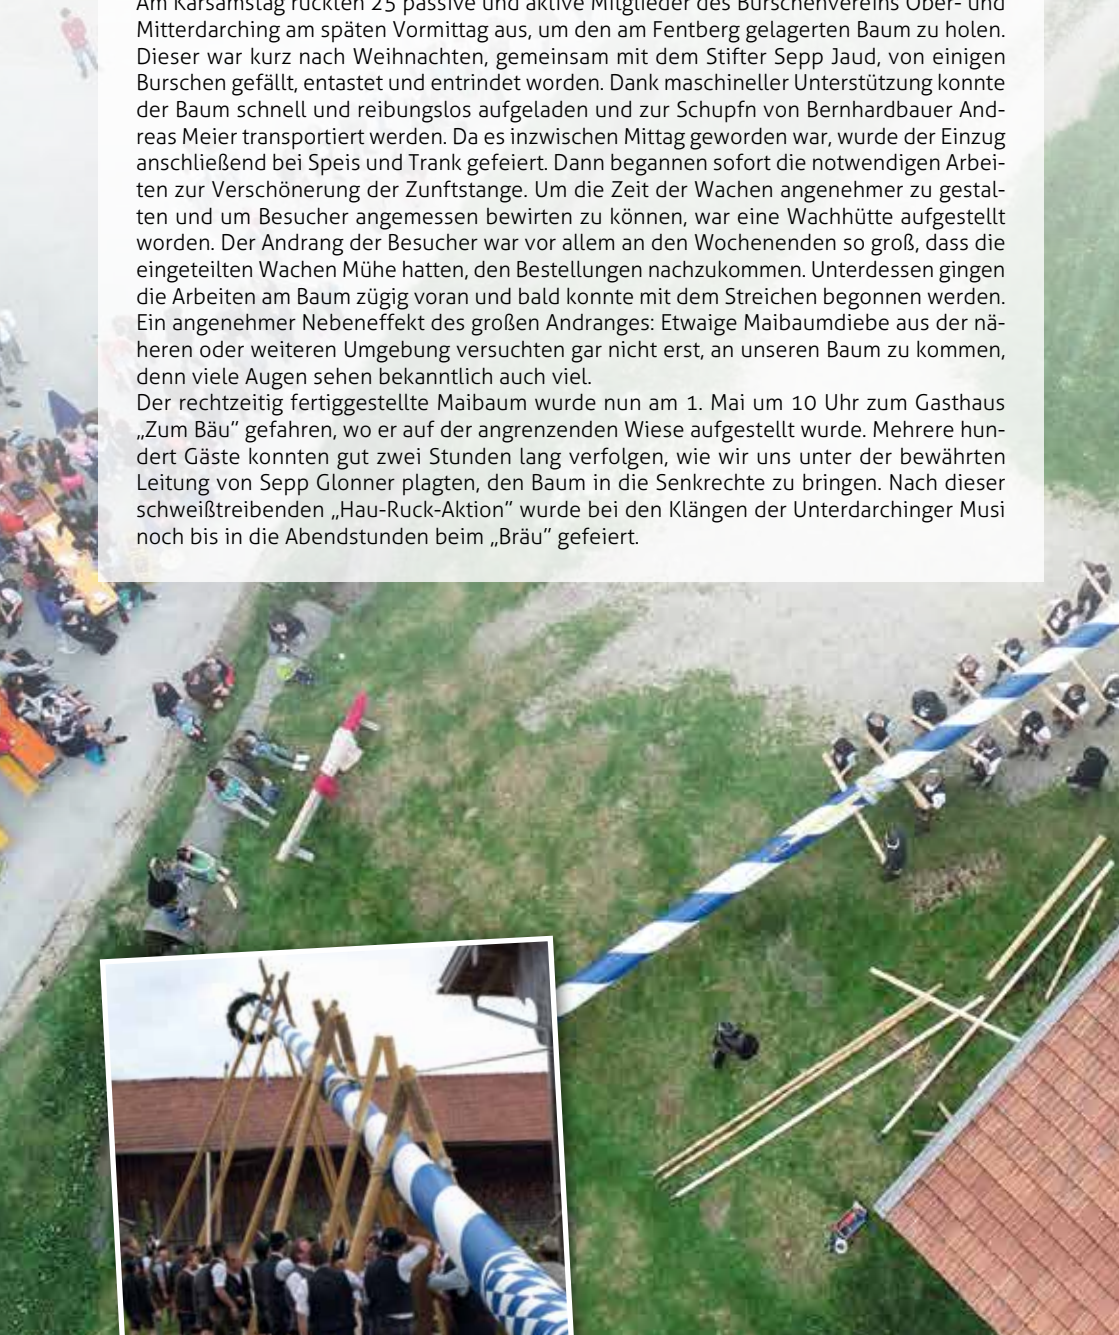 Am Karsamstag rückten 25 passive und aktive Mitglieder des Burschenvereins Ober- und
Mitterdarching am späten Vormittag aus, um den am Fentberg gelagerten Baum zu holen.
Dieser war kurz nach Weihnachten, gemeinsam mit dem Stifter Sepp Jaud, von einigen
Burschen gefällt, entastet und entrindet worden. Dank maschineller Unterstützung konnte
der Baum schnell und reibungslos aufgeladen und zur Schupfn von Bernhardbauer And-
reas Meier transportiert werden. Da es inzwischen Mittag geworden war, wurde der Einzug
anschließend bei Speis und Trank gefeiert. Dann begannen sofort die notwendigen Arbei-
ten zur Verschönerung der Zunftstange. Um die Zeit der Wachen angenehmer zu gestal-
ten und um Besucher angemessen bewirten zu können, war eine Wachhütte aufgestellt
worden. Der Andrang der Besucher war vor allem an den Wochenenden so groß, dass die
eingeteilten Wachen Mühe hatten, den Bestellungen nachzukommen. Unterdessen gingen
die Arbeiten am Baum zügig voran und bald konnte mit dem Streichen begonnen werden.
Ein angenehmer Nebeneffekt des großen Andranges: Etwaige Maibaumdiebe aus der nä-
heren oder weiteren Umgebung versuchten gar nicht erst, an unseren Baum zu kommen,
denn viele Augen sehen bekanntlich auch viel.
Der rechtzeitig fertiggestellte Maibaum wurde nun am 1. Mai um 10 Uhr zum Gasthaus
„Zum Bäu“ gefahren, wo er auf der angrenzenden Wiese aufgestellt wurde. Mehrere hun-
dert Gäste konnten gut zwei Stunden lang verfolgen, wie wir uns unter der bewährten
Leitung von Sepp Glonner plagten, den Baum in die Senkrechte zu bringen. Nach dieser
schweißtreibenden „Hau-Ruck-Aktion“ wurde bei den Klängen der Unterdarchinger Musi
noch bis in die Abendstunden beim „Bräu“ gefeiert.